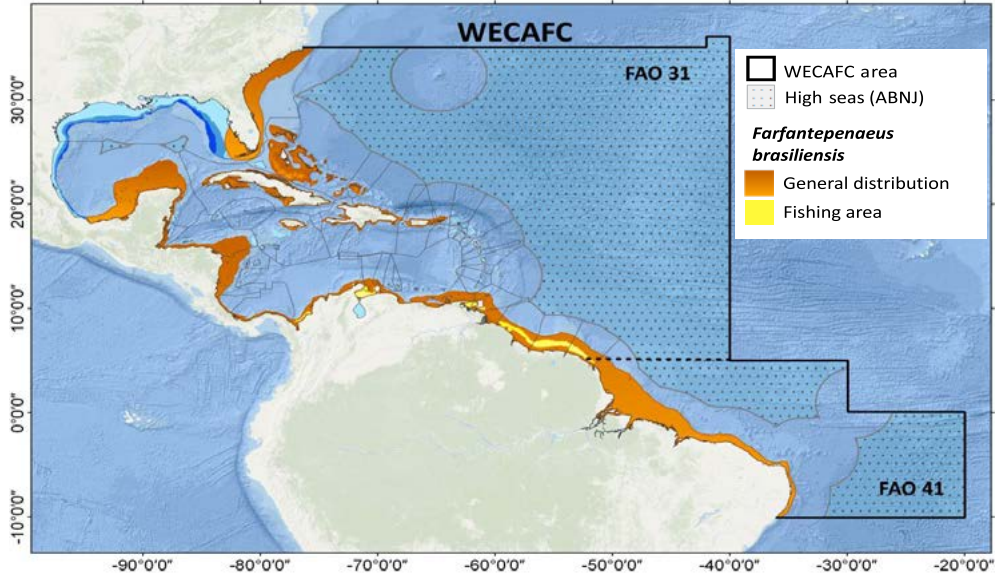 WECAFC
FAO 31
WECAFC area
High seas (ABNJ)
Farfantepenaeus
brasiliensis
General distribution
Fishing area
FAO 41
30°0'0"
20°0'0"
10°0'0"
0°0'0"
-10°0'0"
-90°0'0" -80°0'0" -70°0'0" -60°0'0" -50°0'0" -40°0'0" -30°0'0" -20°0'0"